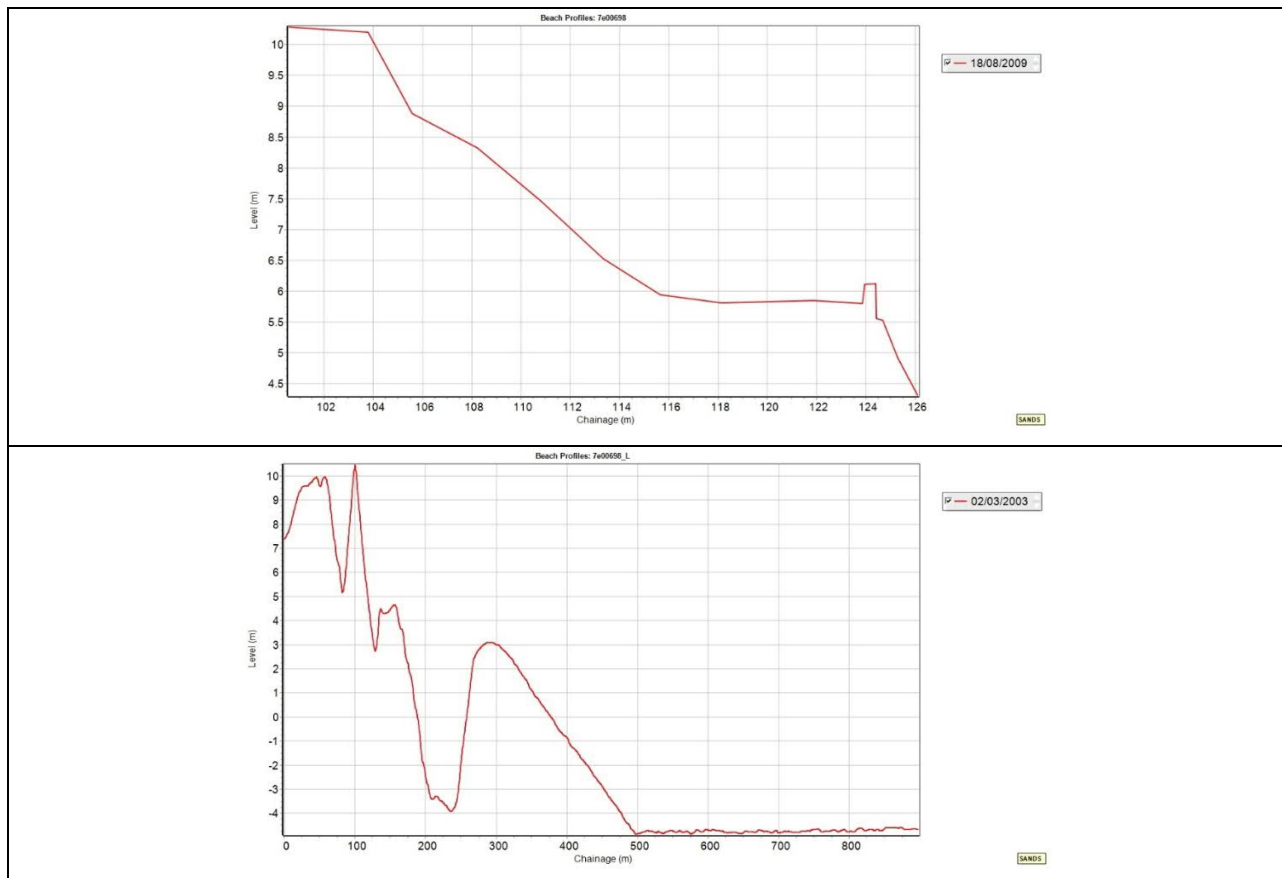 Beach Profiles: 7e00698
10
9.5
9
8.5
8
7.5
7
6.5
6
5.5
5
4.5
Level (m)
102 104 106 108 110 112 114 116 118 120 122 124 126
Chainage (m)
18/08/2009
SANDS
Beach Profiles: 7e00698_L
10
9
8
7
6
5
4
3
2
1
0
-1
-2
-3
-4
Level (m)
0 100 200 300 400 500 600 700 800
Chainage (m)
02/03/2003
SANDS